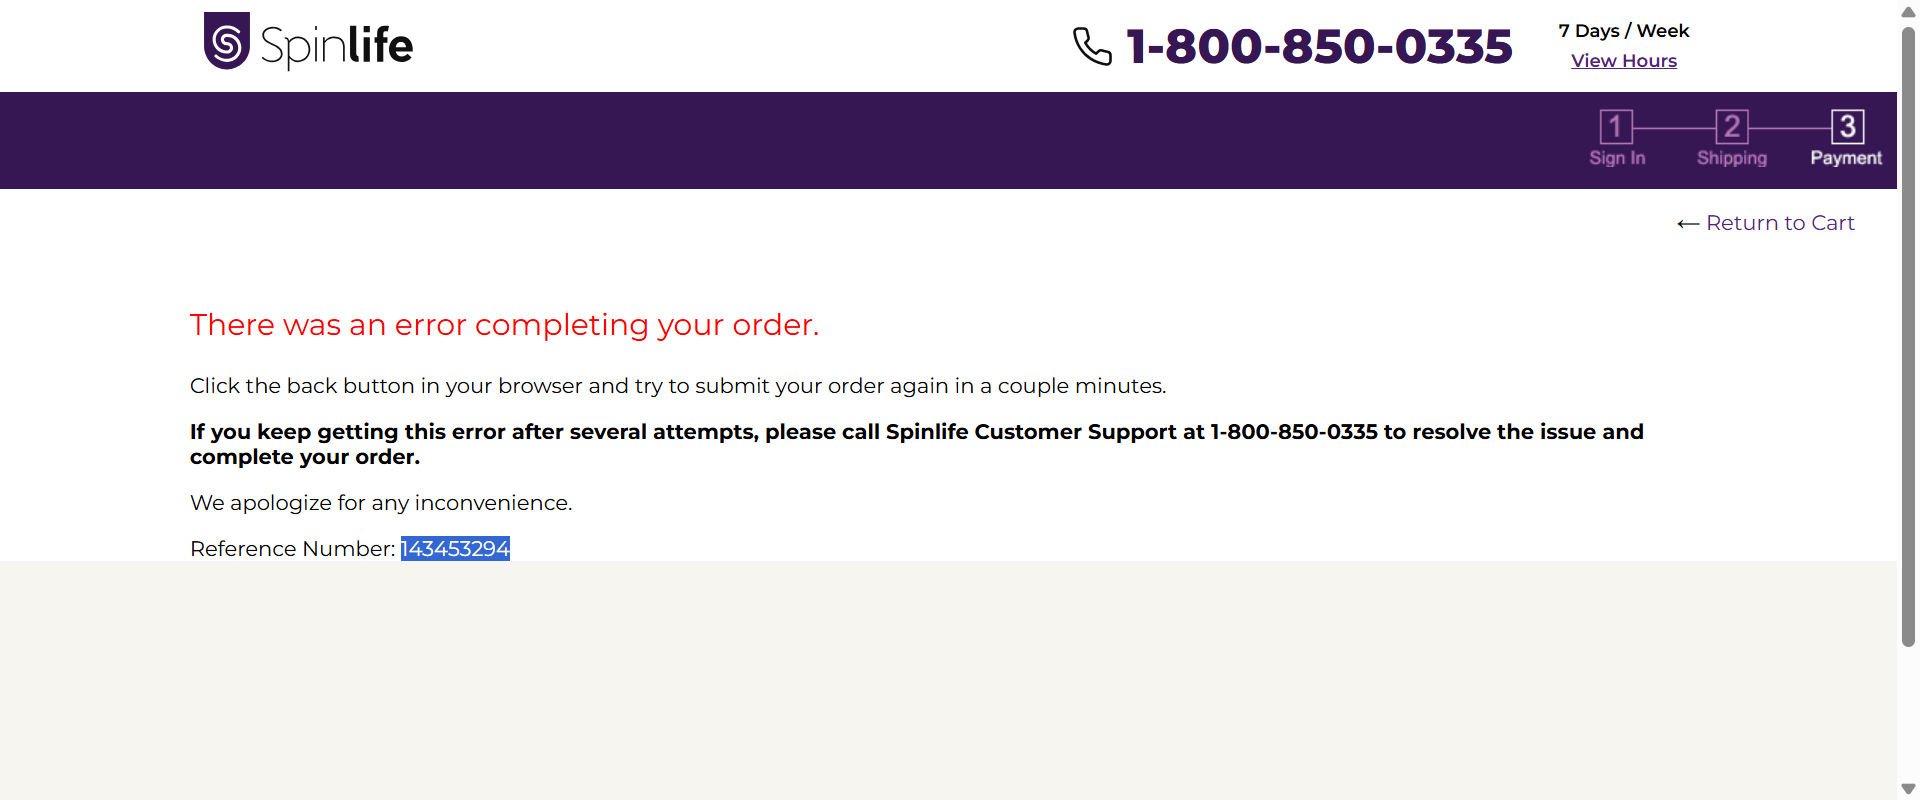 Spinlife
1-800-850-0335
7 Days / Week
View Hours
1
2
3
Sign In
Shipping
Payment
← Return to Cart
There was an error completing your order.
Click the back button in your browser and try to submit your order again in a couple minutes.
If you keep getting this error after several attempts, please call Spinlife Customer Support at 1-800-850-0335 to resolve the issue and
complete your order.
We apologize for any inconvenience.
Reference Number: 143453294